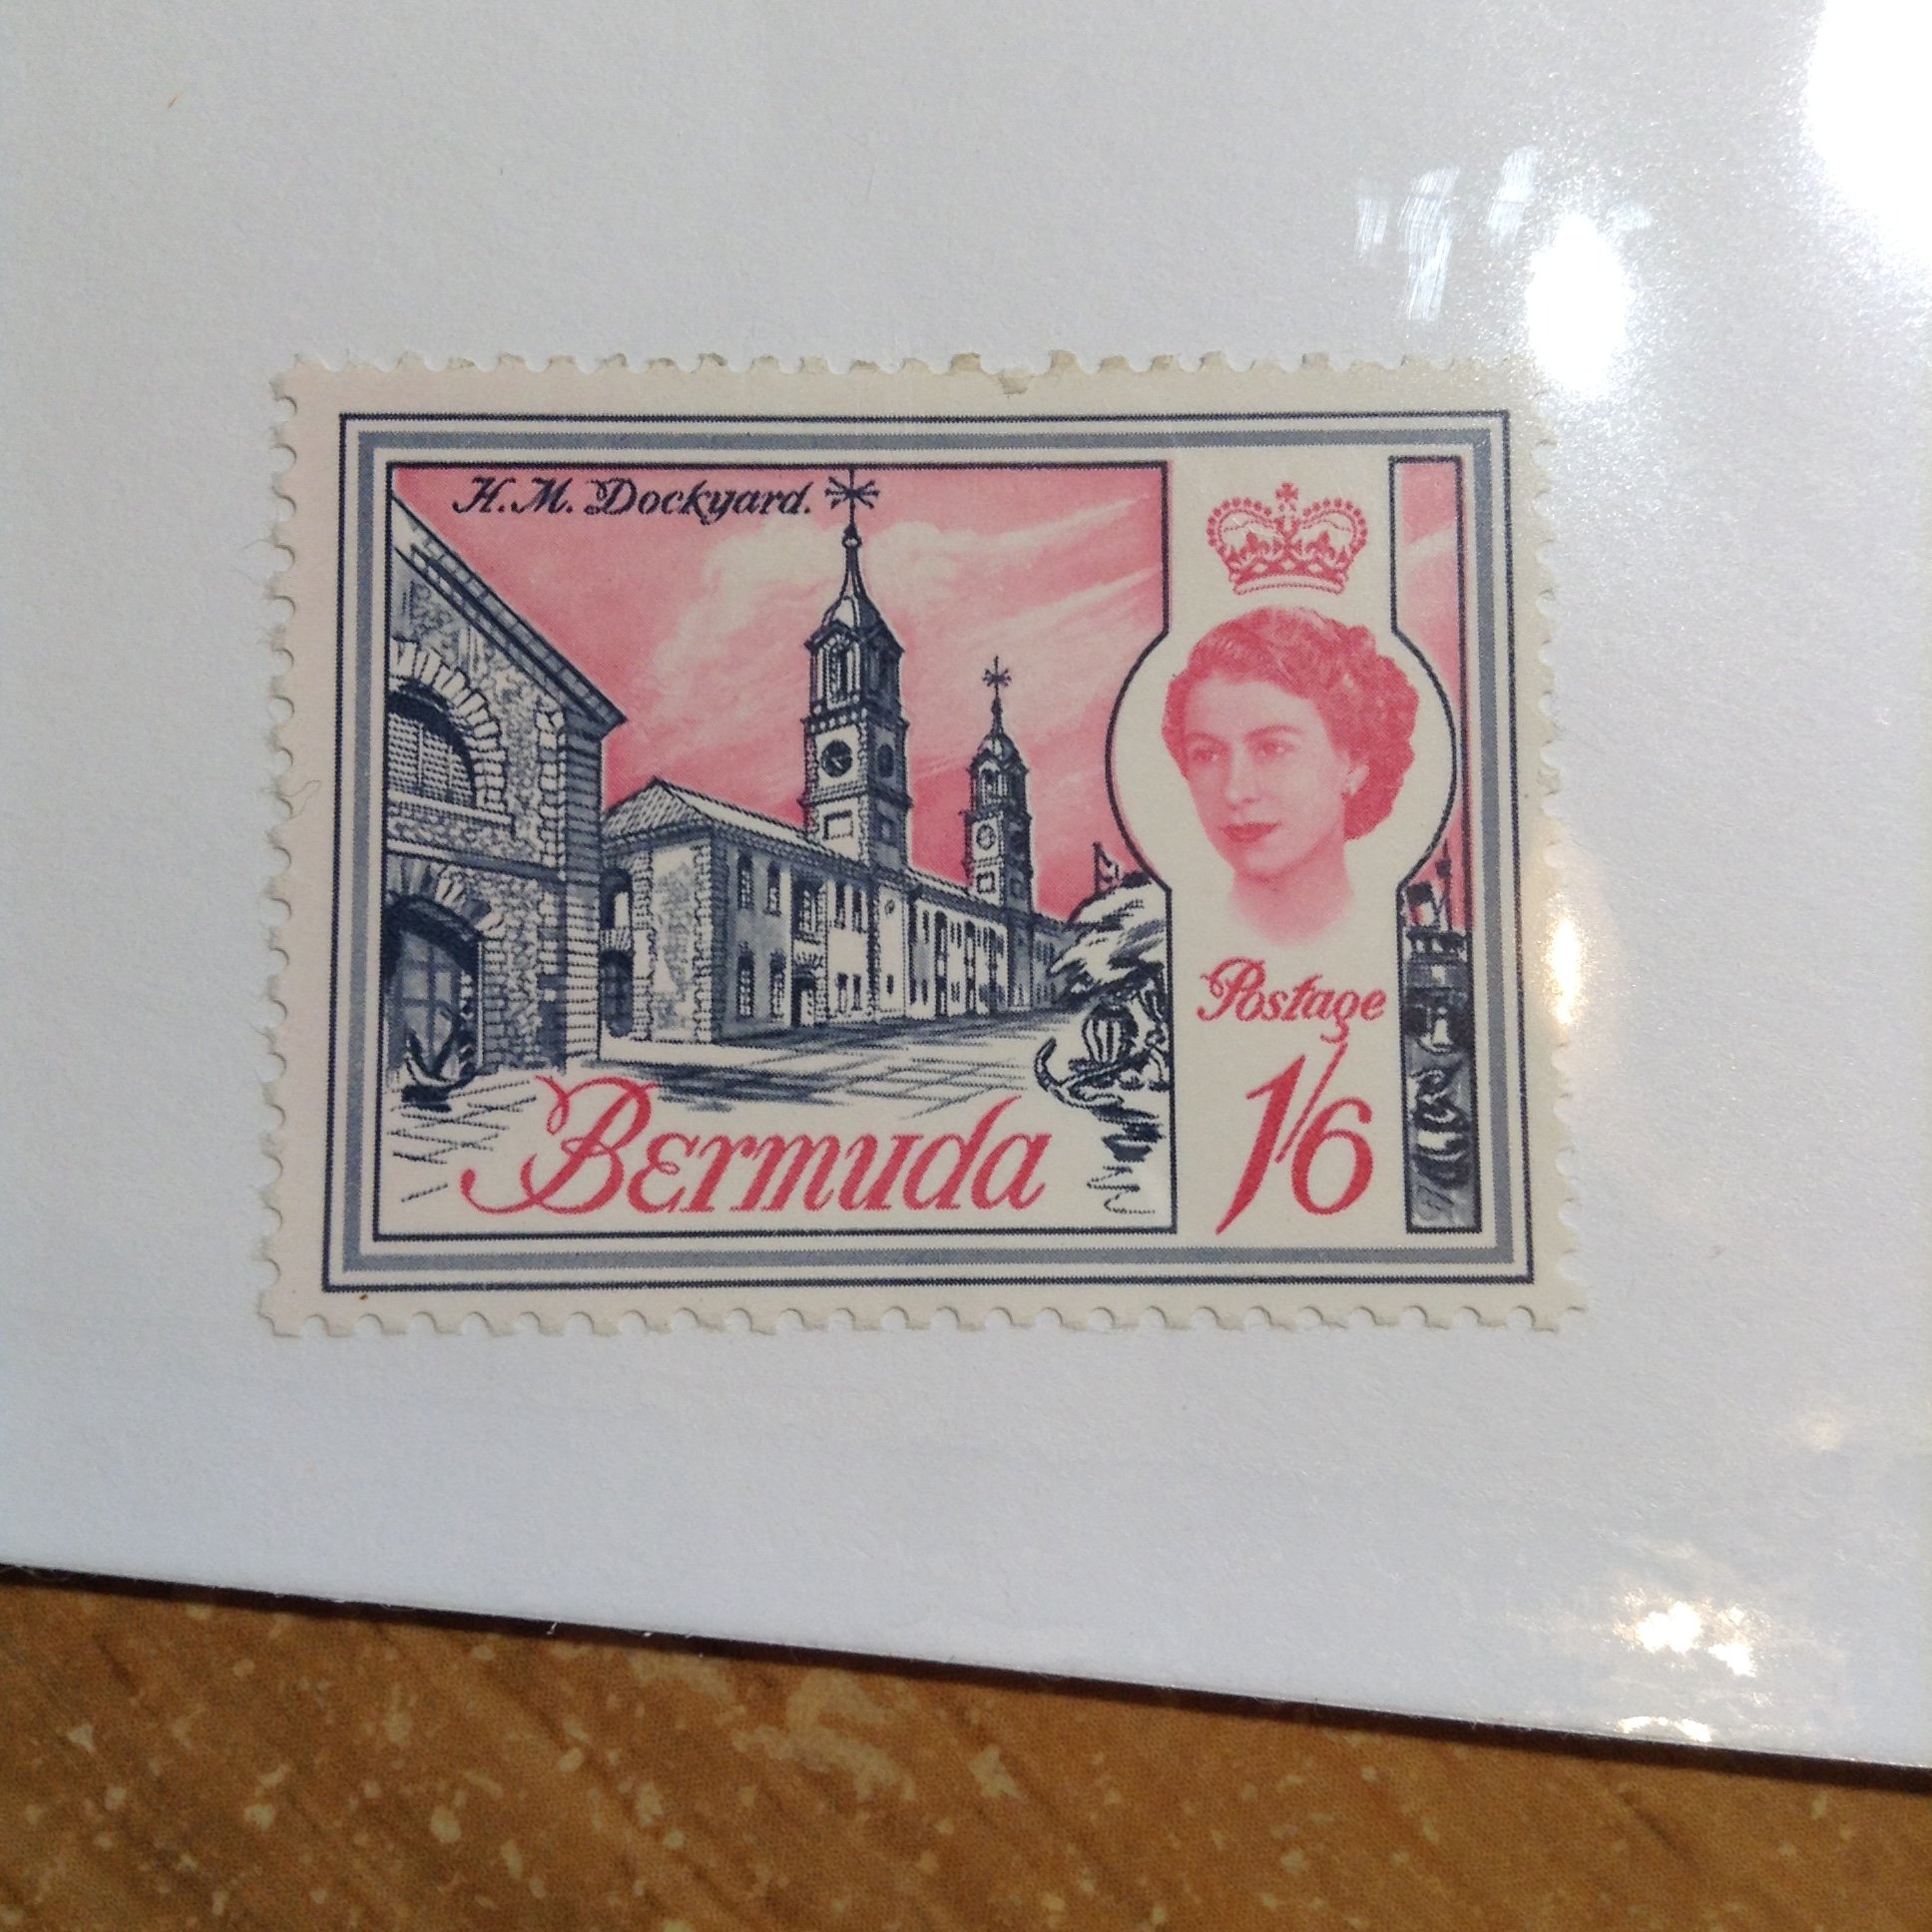 H.M. Dockyard.
Postage
1/6
Bermuda